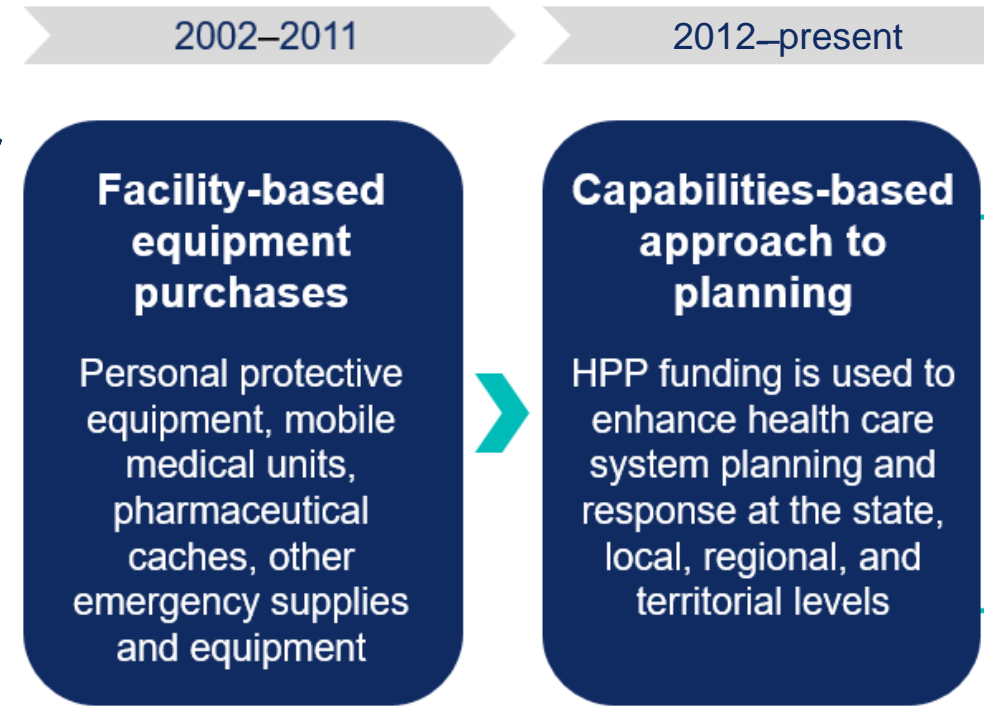 2002–2011
2012–present
Facility-based
equipment
purchases
Personal protective
equipment, mobile
medical units,
pharmaceutical
caches, other
emergency supplies
and equipment
Capabilities-based
approach to
planning
HPP funding is used to
enhance health care
system planning and
response at the state,
local, regional, and
territorial levels